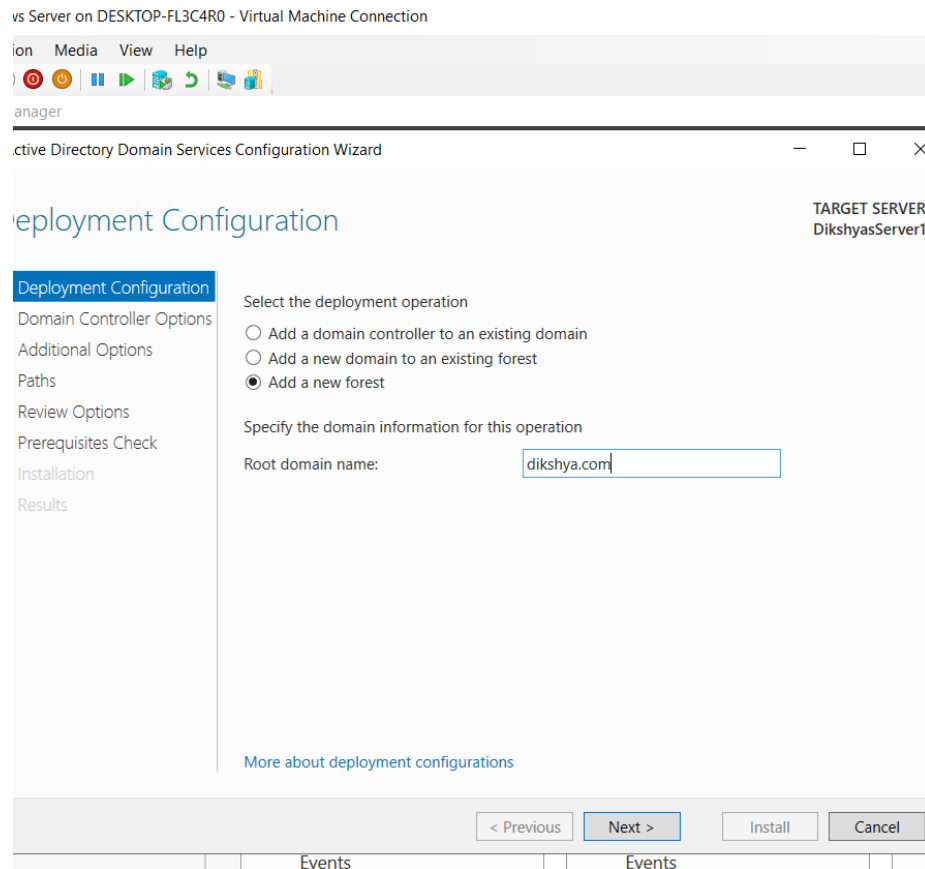 vs Server on DESKTOP-FL3C4R0 - Virtual Machine Connection
ion Media View Help
anager
ctive Directory Domain Services Configuration Wizard
eployment Configuration
TARGET SERVER
DikshyasServer1
Deployment Configuration
Domain Controller Options
Additional Options
Paths
Review Options
Prerequisites Check
Installation
Results
Select the deployment operation
Add a domain controller to an existing domain
Add a new domain to an existing forest
Add a new forest
Specify the domain information for this operation
Root domain name: dikshya.com
More about deployment configurations
< Previous Next > Install Cancel
Events Events